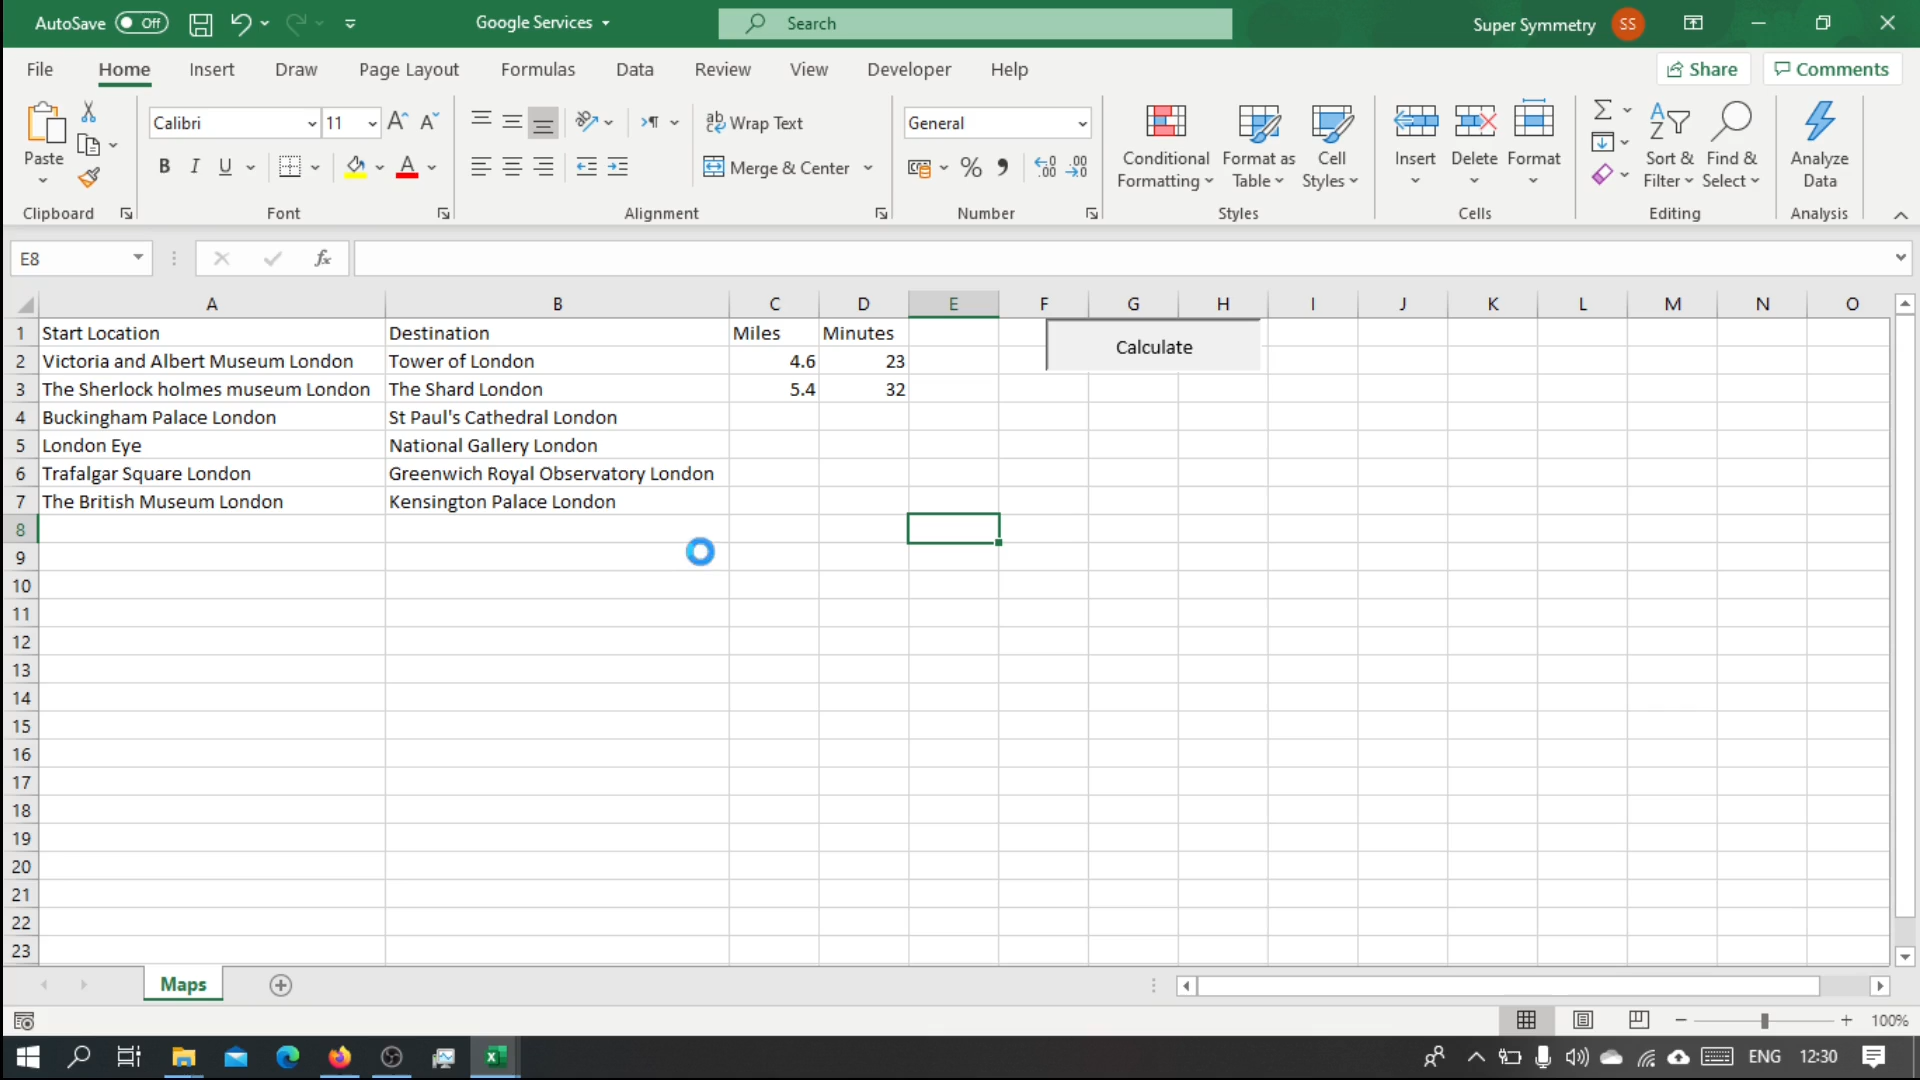 AutoSave Off Google Services Search Super Symmetry SS
File Home Insert Draw Page Layout Formulas Data Review View Developer Help Share Comments
Calibri 11 ab Wrap Text General
Paste B I U A Merge & Center % Conditional Formatting Format as Table Cell Styles Insert Delete Format Sort & Filter Find & Select Analyze Data
Clipboard Font Alignment Number Styles Cells Editing Analysis
E8 fx
A B C D E F G H I J K L M N O
1 Start Location Destination Miles Minutes
Calculate
2 Victoria and Albert Museum London Tower of London 4.6 23
3 The Sherlock holmes museum London The Shard London 5.4 32
4 Buckingham Palace London St Paul's Cathedral London
5 London Eye National Gallery London
6 Trafalgar Square London Greenwich Royal Observatory London
7 The British Museum London Kensington Palace London
8
9
10
11
12
13
14
15
16
17
18
19
20
21
22
23
Maps
100%
ENG 12:30